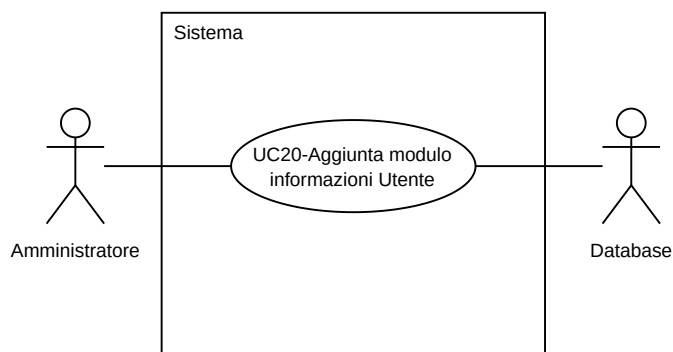 Sistema
UC20-Aggiunta modulo
informazioni Utente
Amministratore
Database